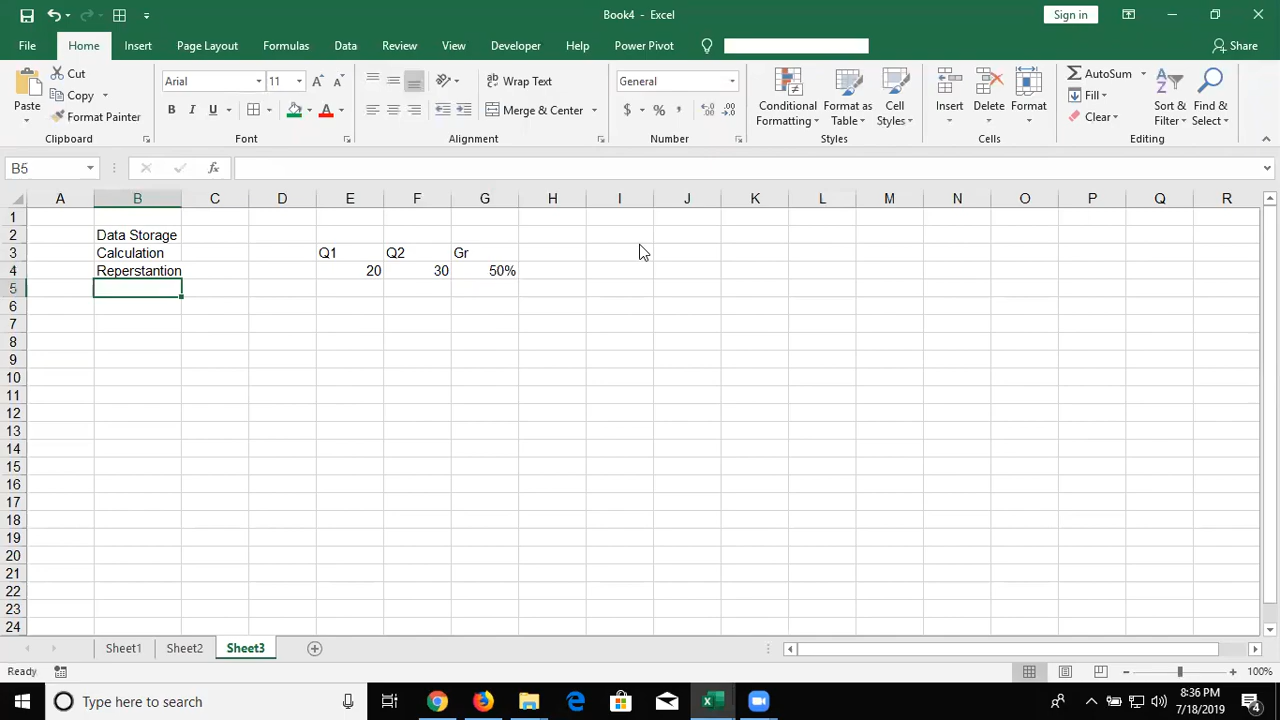 Book4 - Excel
Sign in
File Home Insert Page Layout Formulas Data Review View Developer Help Power Pivot Share
Cut
Copy
Format Painter
Paste
Clipboard
Arial 11
B I U
Font
Wrap Text
Merge & Center
Alignment
General
$ % ,
Number
Conditional Formatting
Format as Table
Cell Styles
Styles
Insert Delete Format
Cells
AutoSum
Fill
Clear
Sort & Filter
Find & Select
Editing
B5 fx
A B C D E F G H I J K L M N O P Q R
1
2 Data Storage
3 Calculation Q1 Q2 Gr
4 Reperstantion 20 30 50%
5
6
7
8
9
10
11
12
13
14
15
16
17
18
19
20
21
22
23
24
Sheet1 Sheet2 Sheet3
Ready 100%
Type here to search
8:36 PM
7/18/2019
4